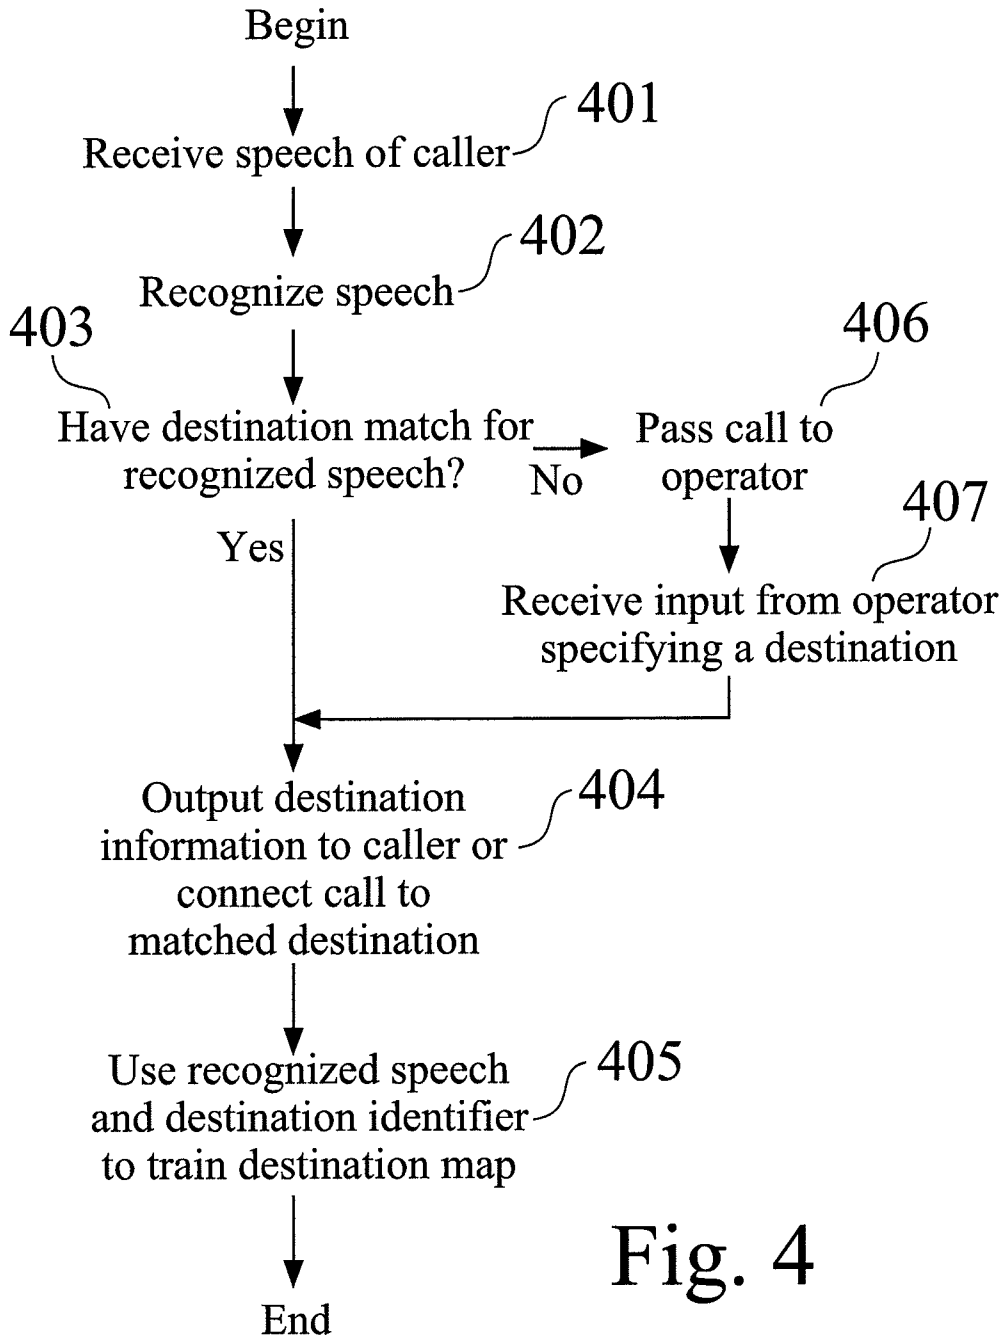 Begin
401
Receive speech of caller
402
Recognize speech
403
406
Have destination match for
recognized speech?
No
Pass call to
operator
407
Yes
Receive input from operator
specifying a destination
404
Output destination
information to caller or
connect call to
matched destination
405
Use recognized speech
and destination identifier
to train destination map
Fig. 4
End